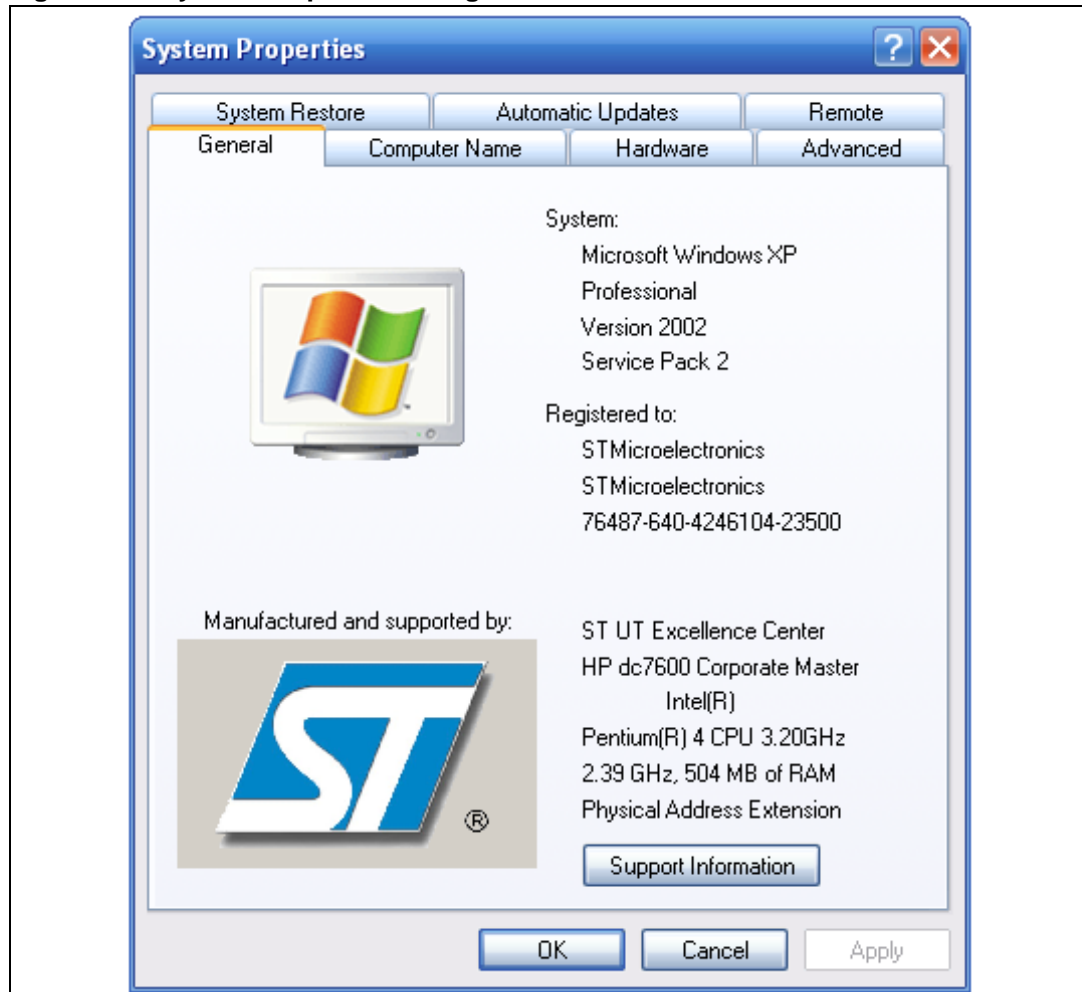 System Properties
?
System Restore Automatic Updates Remote
General Computer Name Hardware Advanced
System:
Microsoft Windows XP
Professional
Version 2002
Service Pack 2
Registered to:
STMicroelectronics
STMicroelectronics
76487-640-4246104-23500
Manufactured and supported by:
ST
®
ST UT Excellence Center
HP dc7600 Corporate Master
Intel(R)
Pentium(R) 4 CPU 3.20GHz
2.39 GHz, 504 MB of RAM
Physical Address Extension
Support Information
OK Cancel Apply